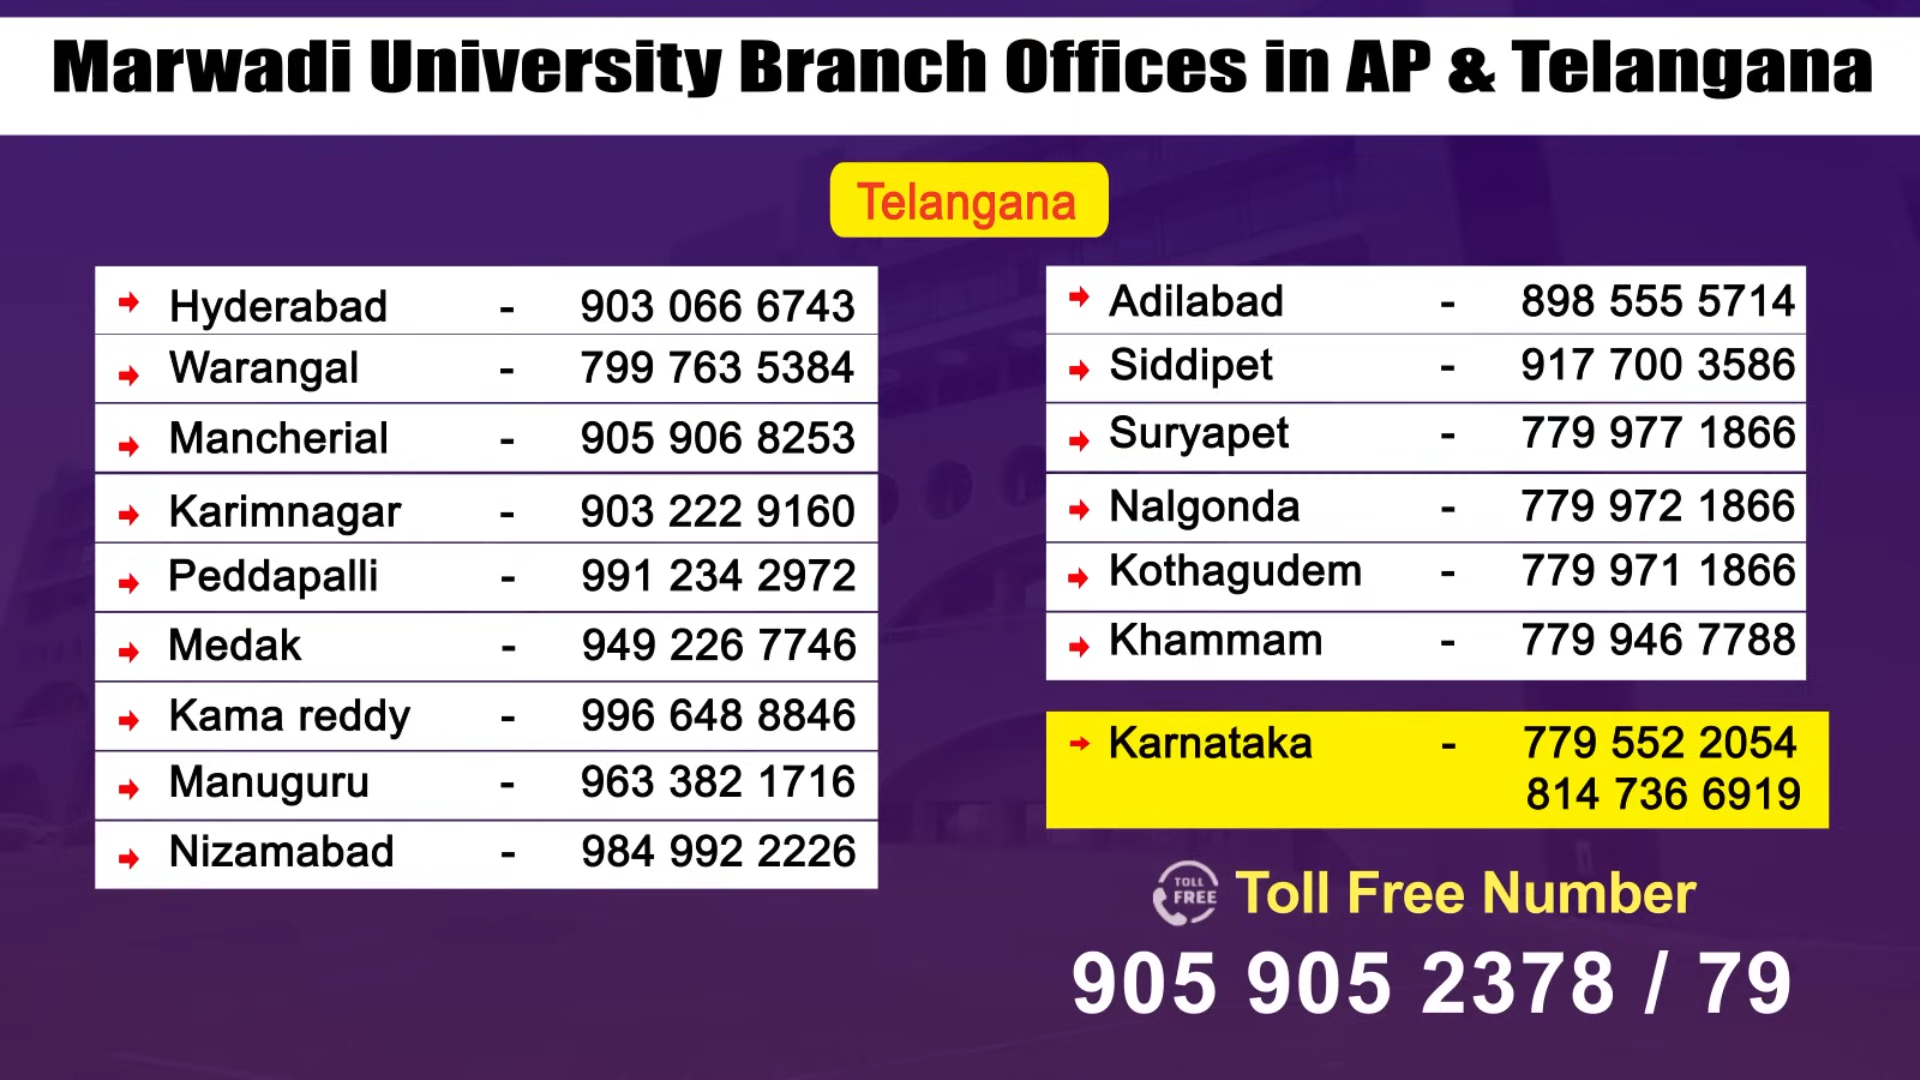 Marwadi University Branch Offices in AP & Telangana
Telangana
Hyderabad - 903 066 6743
Warangal - 799 763 5384
Mancherial - 905 906 8253
Karimnagar - 903 222 9160
Peddapalli - 991 234 2972
Medak - 949 226 7746
Kama reddy - 996 648 8846
Manuguru - 963 382 1716
Nizamabad - 984 992 2226
Adilabad - 898 555 5714
Siddipet - 917 700 3586
Suryapet - 779 977 1866
Nalgonda - 779 972 1866
Kothagudem - 779 971 1866
Khammam - 779 946 7788
Karnataka - 779 552 2054
814 736 6919
TOLL
FREE
Toll Free Number
905 905 2378 / 79